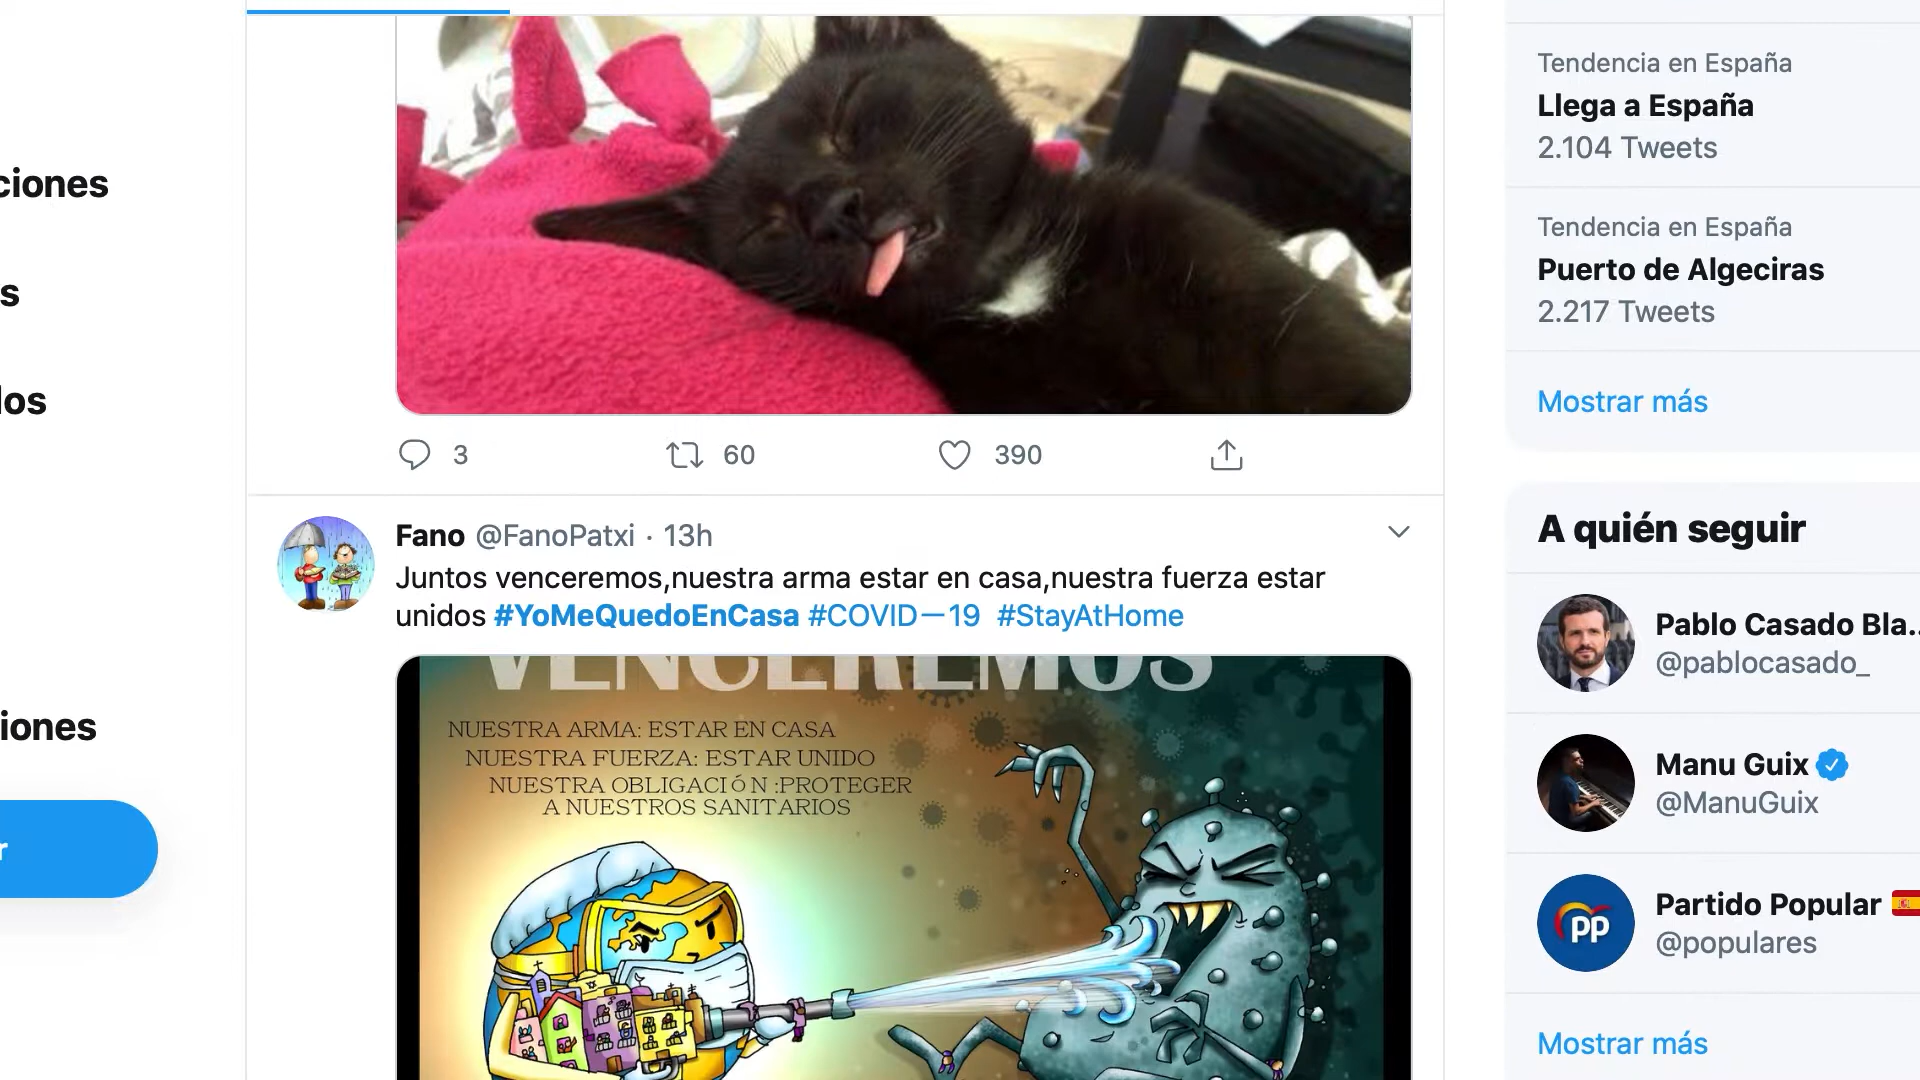 ciones
s
dos
iones
r
3
60
390
Fano @FanoPatxi · 13h
Juntos venceremos,nuestra arma estar en casa,nuestra fuerza estar
unidos #YoMeQuedoEnCasa #COVID—19 #StayAtHome
VENCEREMOS
NUESTRA ARMA: ESTAR EN CASA
NUESTRA FUERZA: ESTAR UNIDO
NUESTRA OBLIGACIÓN :PROTEGER
A NUESTROS SANITARIOS
Tendencia en España
Llega a España
2.104 Tweets
Tendencia en España
Puerto de Algeciras
2.217 Tweets
Mostrar más
A quién seguir
Pablo Casado Bla..
@pablocasado_
Manu Guix
@ManuGuix
pp
Partido Popular
@populares
Mostrar más